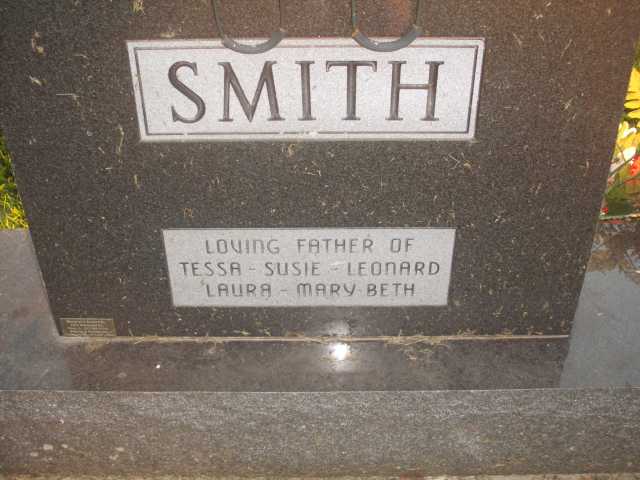 SMITH
LOVING FATHER OF
TESSA - SUSIE - LEONARD
LAURA - MARY-BETH